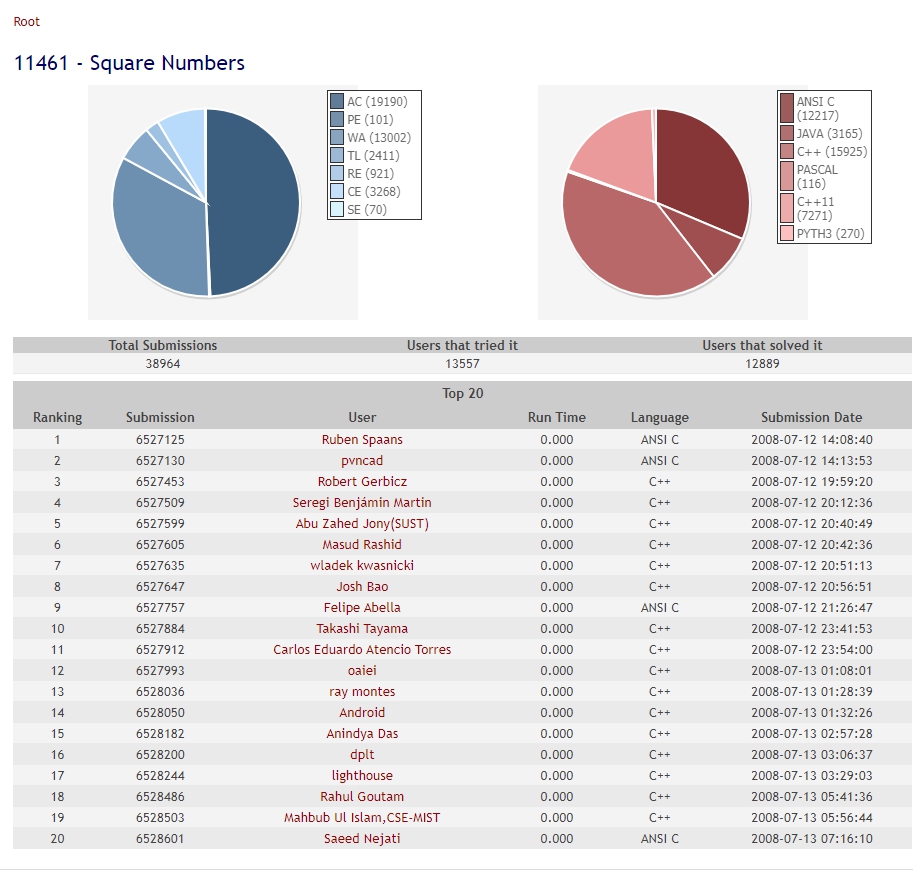 Root
11461 - Square Numbers
AC (19190)
PE (101)
WA (13002)
TL (2411)
RE (921)
CE (3268)
SE (70)
ANSI C
(12217)
JAVA (3165)
C++ (15925)
PASCAL
(116)
C++11
(7271)
PYTH3 (270)
Total Submissions Users that tried it Users that solved it
38964 13557 12889
Top 20
Ranking Submission User Run Time Language Submission Date
1 6527125 Ruben Spaans 0.000 ANSI C 2008-07-12 14:08:40
2 6527130 pvncad 0.000 ANSI C 2008-07-12 14:13:53
3 6527453 Robert Gerbicz 0.000 C++ 2008-07-12 19:59:20
4 6527509 Seregi Benjámin Martin 0.000 C++ 2008-07-12 20:12:36
5 6527599 Abu Zahed Jony(SUST) 0.000 C++ 2008-07-12 20:40:49
6 6527605 Masud Rashid 0.000 C++ 2008-07-12 20:42:36
7 6527635 wladek kwasnicki 0.000 C++ 2008-07-12 20:51:13
8 6527647 Josh Bao 0.000 C++ 2008-07-12 20:56:51
9 6527757 Felipe Abella 0.000 ANSI C 2008-07-12 21:26:47
10 6527884 Takashi Tayama 0.000 C++ 2008-07-12 23:41:53
11 6527912 Carlos Eduardo Atencio Torres 0.000 C++ 2008-07-12 23:54:00
12 6527993 oaiei 0.000 C++ 2008-07-13 01:08:01
13 6528036 ray montes 0.000 C++ 2008-07-13 01:28:39
14 6528050 Android 0.000 C++ 2008-07-13 01:32:26
15 6528182 Anindya Das 0.000 C++ 2008-07-13 02:57:28
16 6528200 dplt 0.000 C++ 2008-07-13 03:06:37
17 6528244 lighthouse 0.000 C++ 2008-07-13 03:29:03
18 6528486 Rahul Goutam 0.000 C++ 2008-07-13 05:41:36
19 6528503 Mahbub Ul Islam,CSE-MIST 0.000 C++ 2008-07-13 05:56:44
20 6528601 Saeed Nejati 0.000 ANSI C 2008-07-13 07:16:10